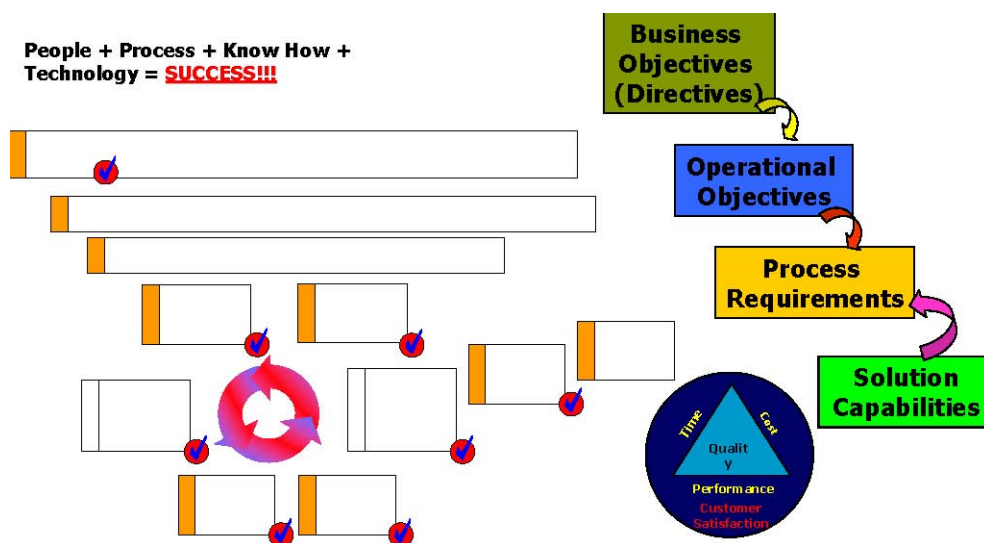 People + Process + Know How +
Technology = SUCCESS!!!
Business
Objectives
(Directives)
Operational
Objectives
Process
Requirements
Solution
Capabilities
Time
Cost
Qualit
y
Performance
Customer
Satisfaction